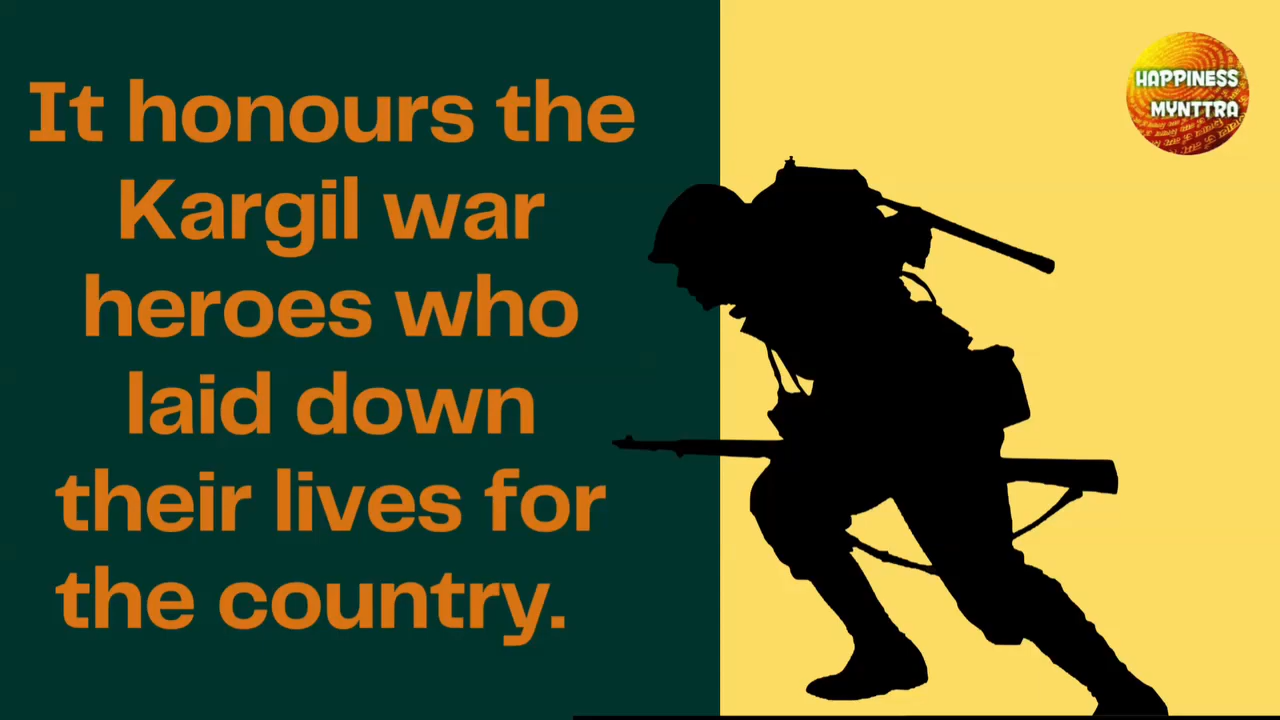 It honours the
Kargil war
heroes who
laid down
their lives for
the country.
HAPPINESS
MYNTTRA